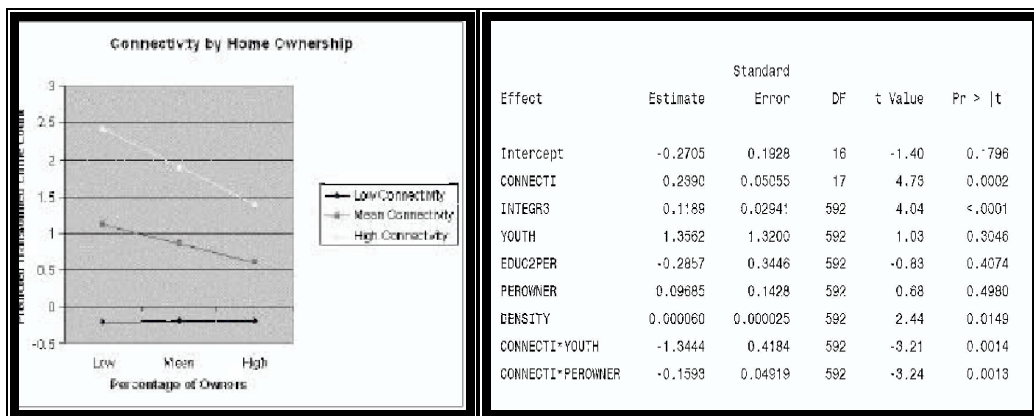 Connectivity by Home Ownership
3
2.5
2
1.5
1
0.5
0
-0.5
Low Mean High
Percentage of Owners
Low Connectivity
Mean Connectivity
High Connectivity
Standard
Effect Estimate Error DF t Value Pr > |t
Intercept -0.2705 0.1928 16 -1.40 0.1796
CONNECTI 0.2390 0.05055 17 4.73 0.0002
INTEGR3 0.1189 0.02941 592 4.04 <.0001
YOUTH 1.3562 1.3200 592 1.03 0.3046
EDUC2PER -0.2857 0.3446 592 -0.83 0.4074
PEROWNER 0.09685 0.1428 592 0.68 0.4980
DENSITY 0.000060 0.000025 592 2.44 0.0149
CONNECTI*YOUTH -1.3444 0.4184 592 -3.21 0.0014
CONNECTI*PEROWNER -0.1593 0.04919 592 -3.24 0.0013